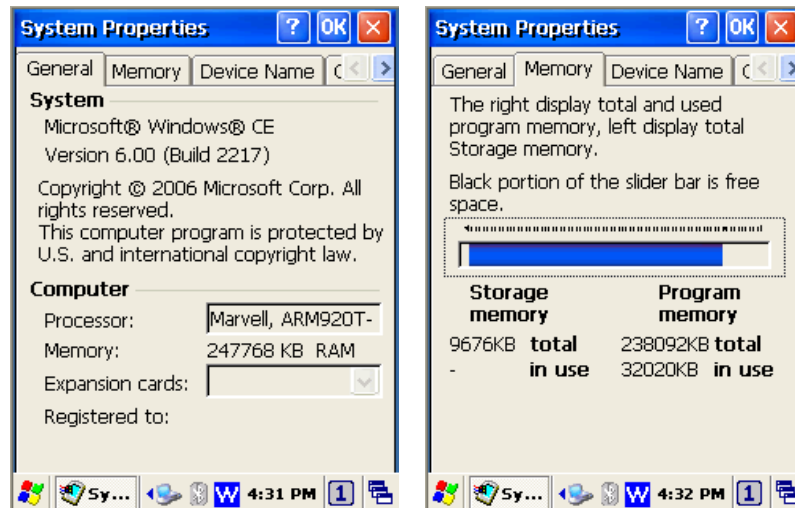 System Properties ? OK
General Memory Device Name
System
Microsoft® Windows® CE
Version 6.00 (Build 2217)
Copyright © 2006 Microsoft Corp. All
rights reserved.
This computer program is protected by
U.S. and international copyright law.
Computer
Processor: Marvell, ARM920T-
Memory: 247768 KB RAM
Expansion cards:
Registered to:
Sy... W 4:31 PM 1
System Properties ? OK
General Memory Device Name
The right display total and used
program memory, left display total
Storage memory.
Black portion of the slider bar is free
space.
Storage Program
memory memory
9676KB total 238092KB total
- in use 32020KB in use
Sy... W 4:32 PM 1